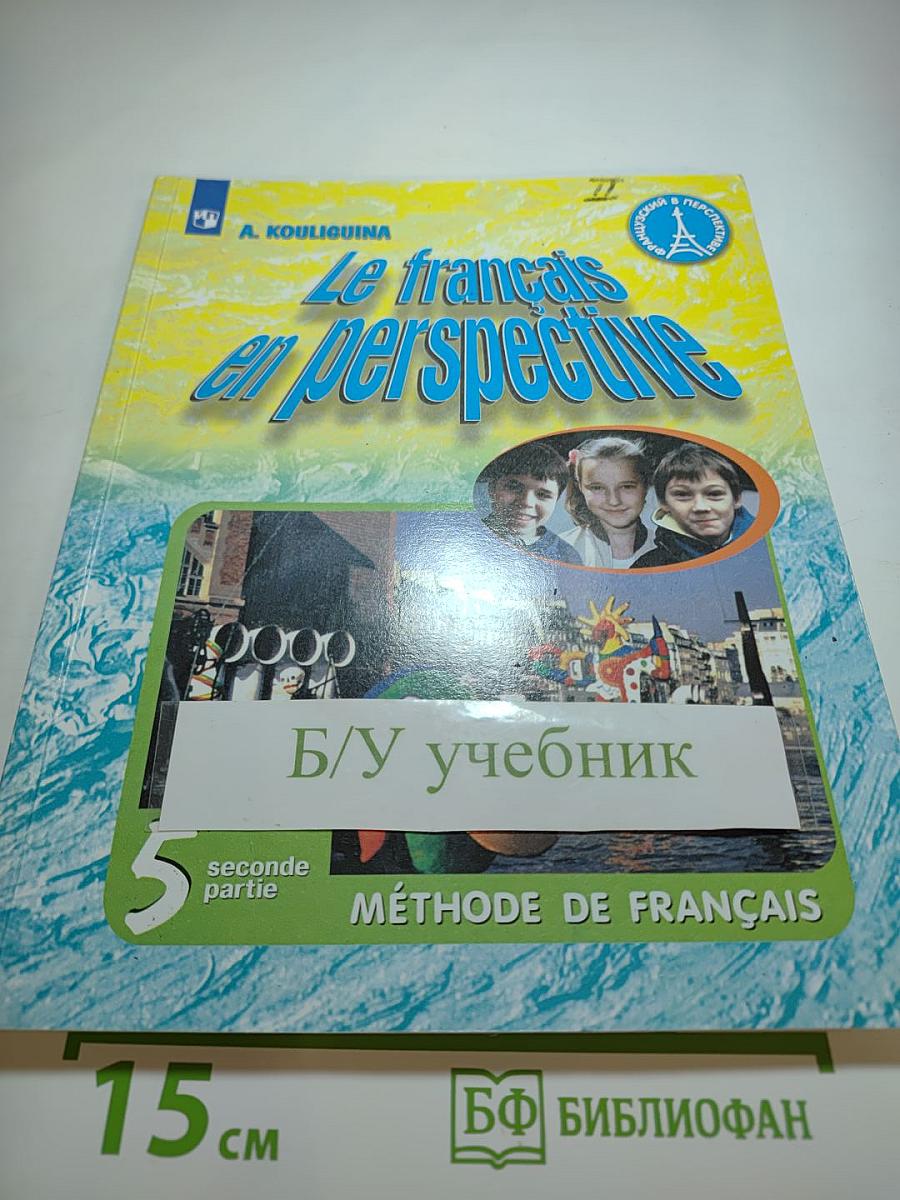 II
ИП
A. KOULIGUINA
ФРАНЦУЗСКИЙ В ПЕРСПЕКТИВЕ!
Le français
en perspective
Б/У учебник
5
seconde
partie
MÉTHODE DE FRANÇAIS
15 см
БФ БИБЛИОФАН